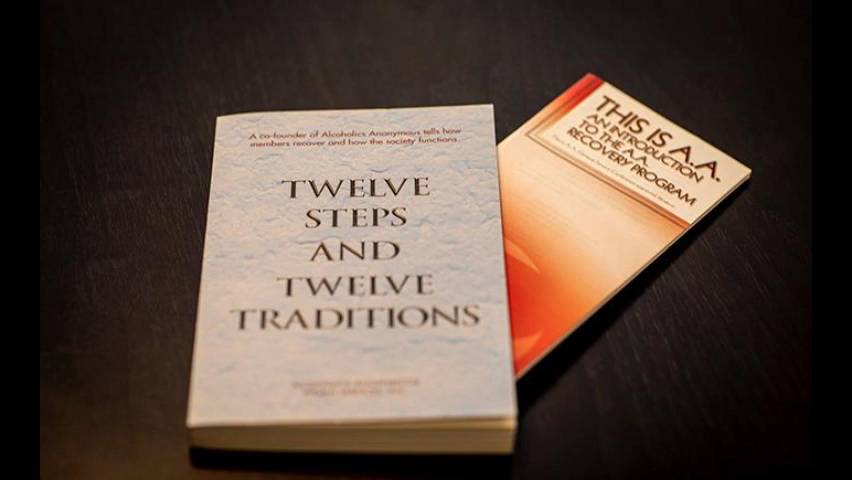 A co-founder of Alcoholics Anonymous tells how
members recover and how the society functions.
TWELVE
STEPS
AND
TWELVE
TRADITIONS
THIS IS A.A.
AN INTRODUCTION
TO THE A.A.
RECOVERY PROGRAM